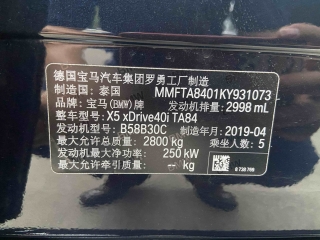 德国宝马汽车集团罗勇工厂制造
制造国：泰国 MMFTA8401KY931073
品牌：宝马(BMW)牌 发动机排量：2998 mL
整车型号：X5 xDrive40i TA84
发动机型号：B58B30C 制造年月：2019-04
最大允许总质量：2800 kg 乘坐人数：5
发动机最大净功率：250 kW
最大允许牵引质量：— kg